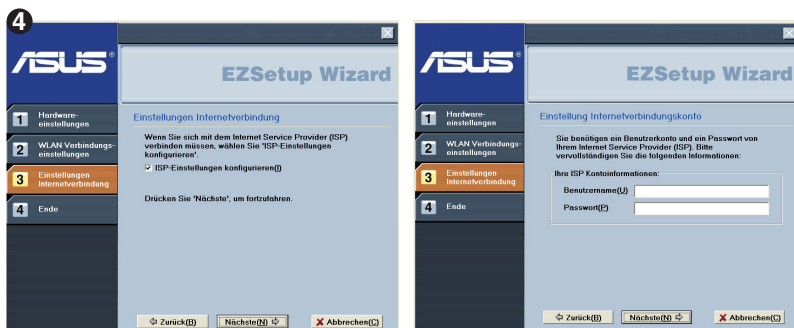 4
ASUS
EZSetup Wizard
1 Hardware-
einstellungen
2 WLAN Verbindungs-
einstellungen
3 Einstellungen
Internetverbindung
4 Ende
Einstellungen Internetverbindung
Wenn Sie sich mit dem Internet Service Provider (ISP)
verbinden müssen, wählen Sie 'ISP-Einstellungen
konfigurieren'.
ISP-Einstellungen konfigurieren(I)
Drücken Sie 'Nächste', um fortzufahren.
Zurück(B) Nächste(N) Abbrechen(C)
ASUS
EZSetup Wizard
1 Hardware-
einstellungen
2 WLAN Verbindungs-
einstellungen
3 Einstellungen
Internetverbindung
4 Ende
Einstellung Internetverbindungskonto
Sie benötigen ein Benutzerkonto und ein Passwort von
Ihrem Internet Service Provider (ISP). Bitte
vervollständigen Sie die folgenden Informationen:
Ihre ISP Kontoinformationen:
Benutzername(U)
Passwort(P)
Zurück(B) Nächste(N) Abbrechen(C)